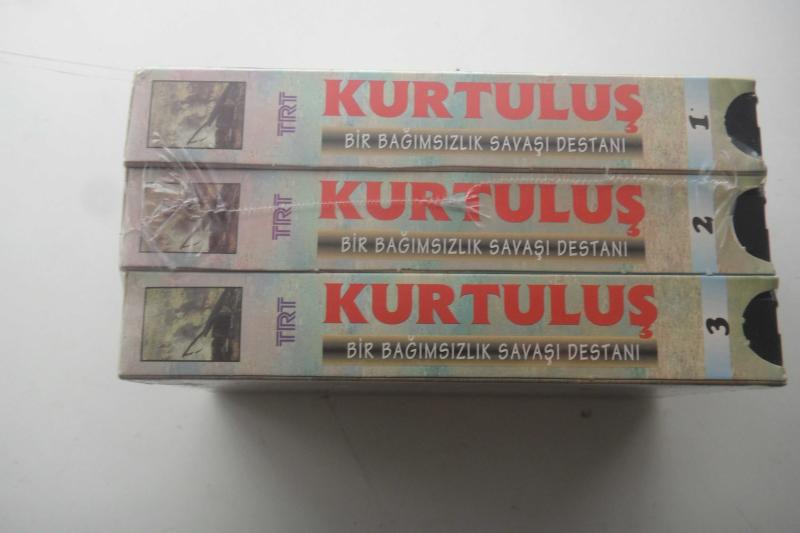 TRT
KURTULUŞ
BİR BAĞIMSIZLIK SAVAŞI DESTANI
1
TRT
KURTULUŞ
BİR BAĞIMSIZLIK SAVAŞI DESTANI
2
TRT
KURTULUŞ
BİR BAĞIMSIZLIK SAVAŞI DESTANI
3